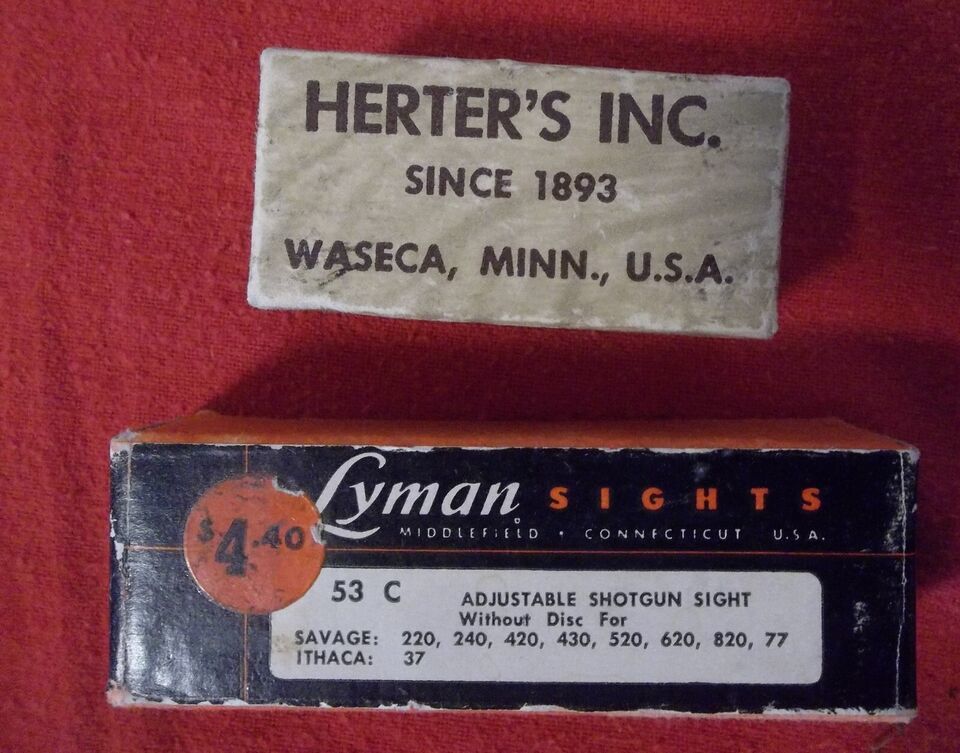 HERTER'S INC.
SINCE 1893
WASECA, MINN., U.S.A.
Lyman SIGHTS
MIDDLEFIELD • CONNECTICUT U.S.A.
$4.40
53 C ADJUSTABLE SHOTGUN SIGHT
Without Disc For
SAVAGE: 220, 240, 420, 430, 520, 620, 820, 77
ITHACA: 37